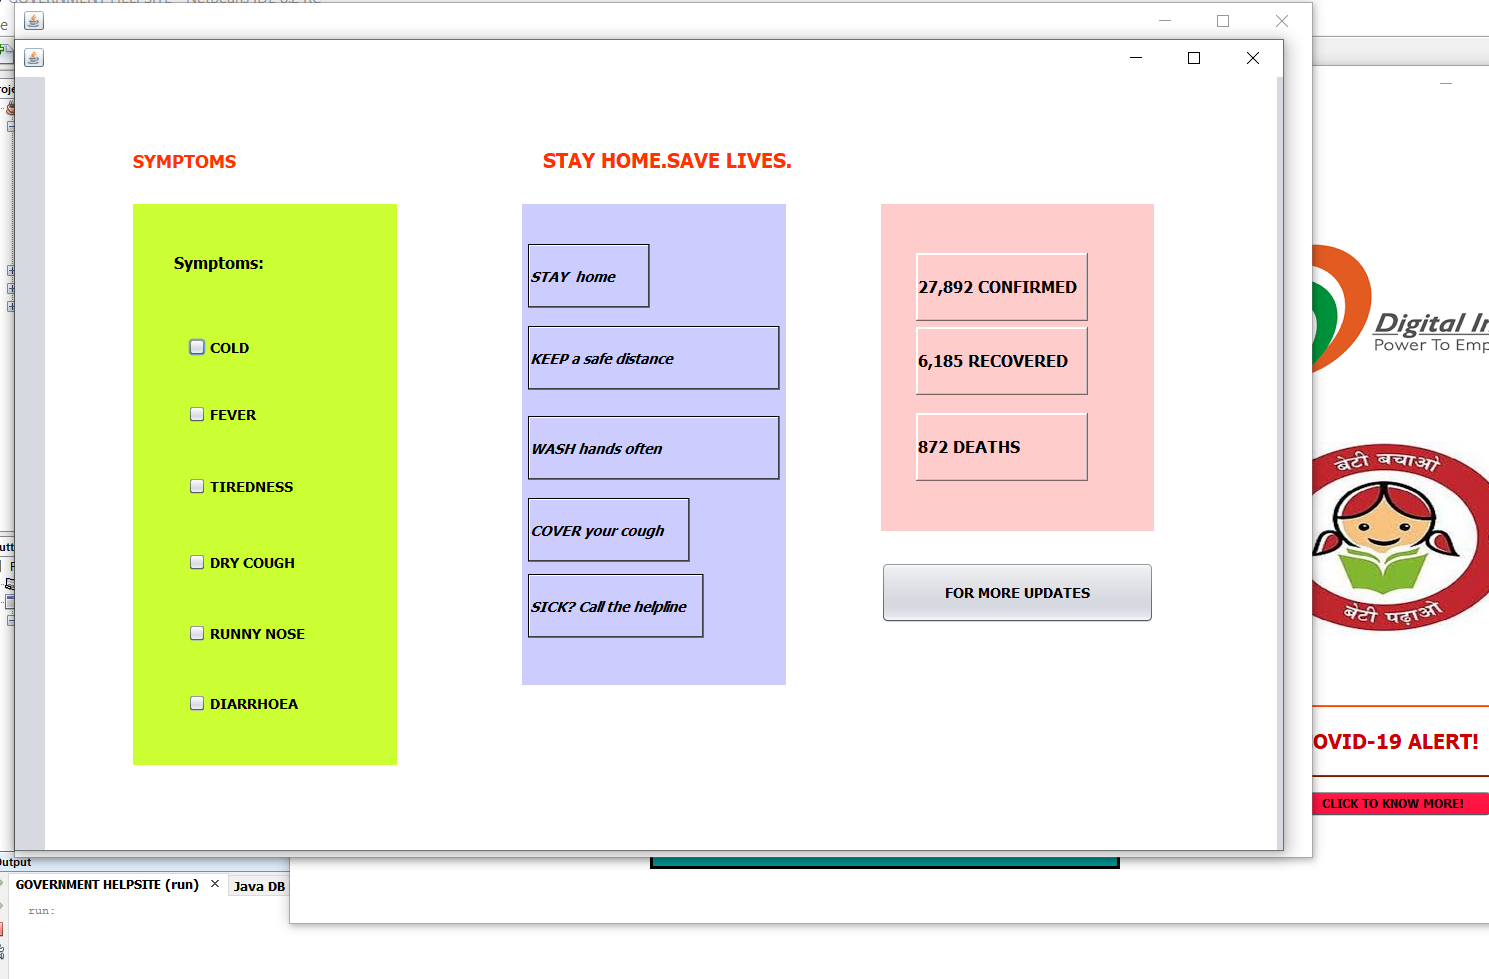 SYMPTOMS
STAY HOME.SAVE LIVES.
Symptoms:
COLD
FEVER
TIREDNESS
DRY COUGH
RUNNY NOSE
DIARRHOEA
STAY  home
KEEP a safe distance
WASH hands often
COVER your cough
SICK? Call the helpline
27,892 CONFIRMED
6,185 RECOVERED
872 DEATHS
FOR MORE UPDATES
Digital
Power To
बेटी बचाओ
बेटी पढ़ाओ
OVID-19 ALERT!
CLICK TO KNOW MORE!
GOVERNMENT HELPSITE (run)
Java DB
run: